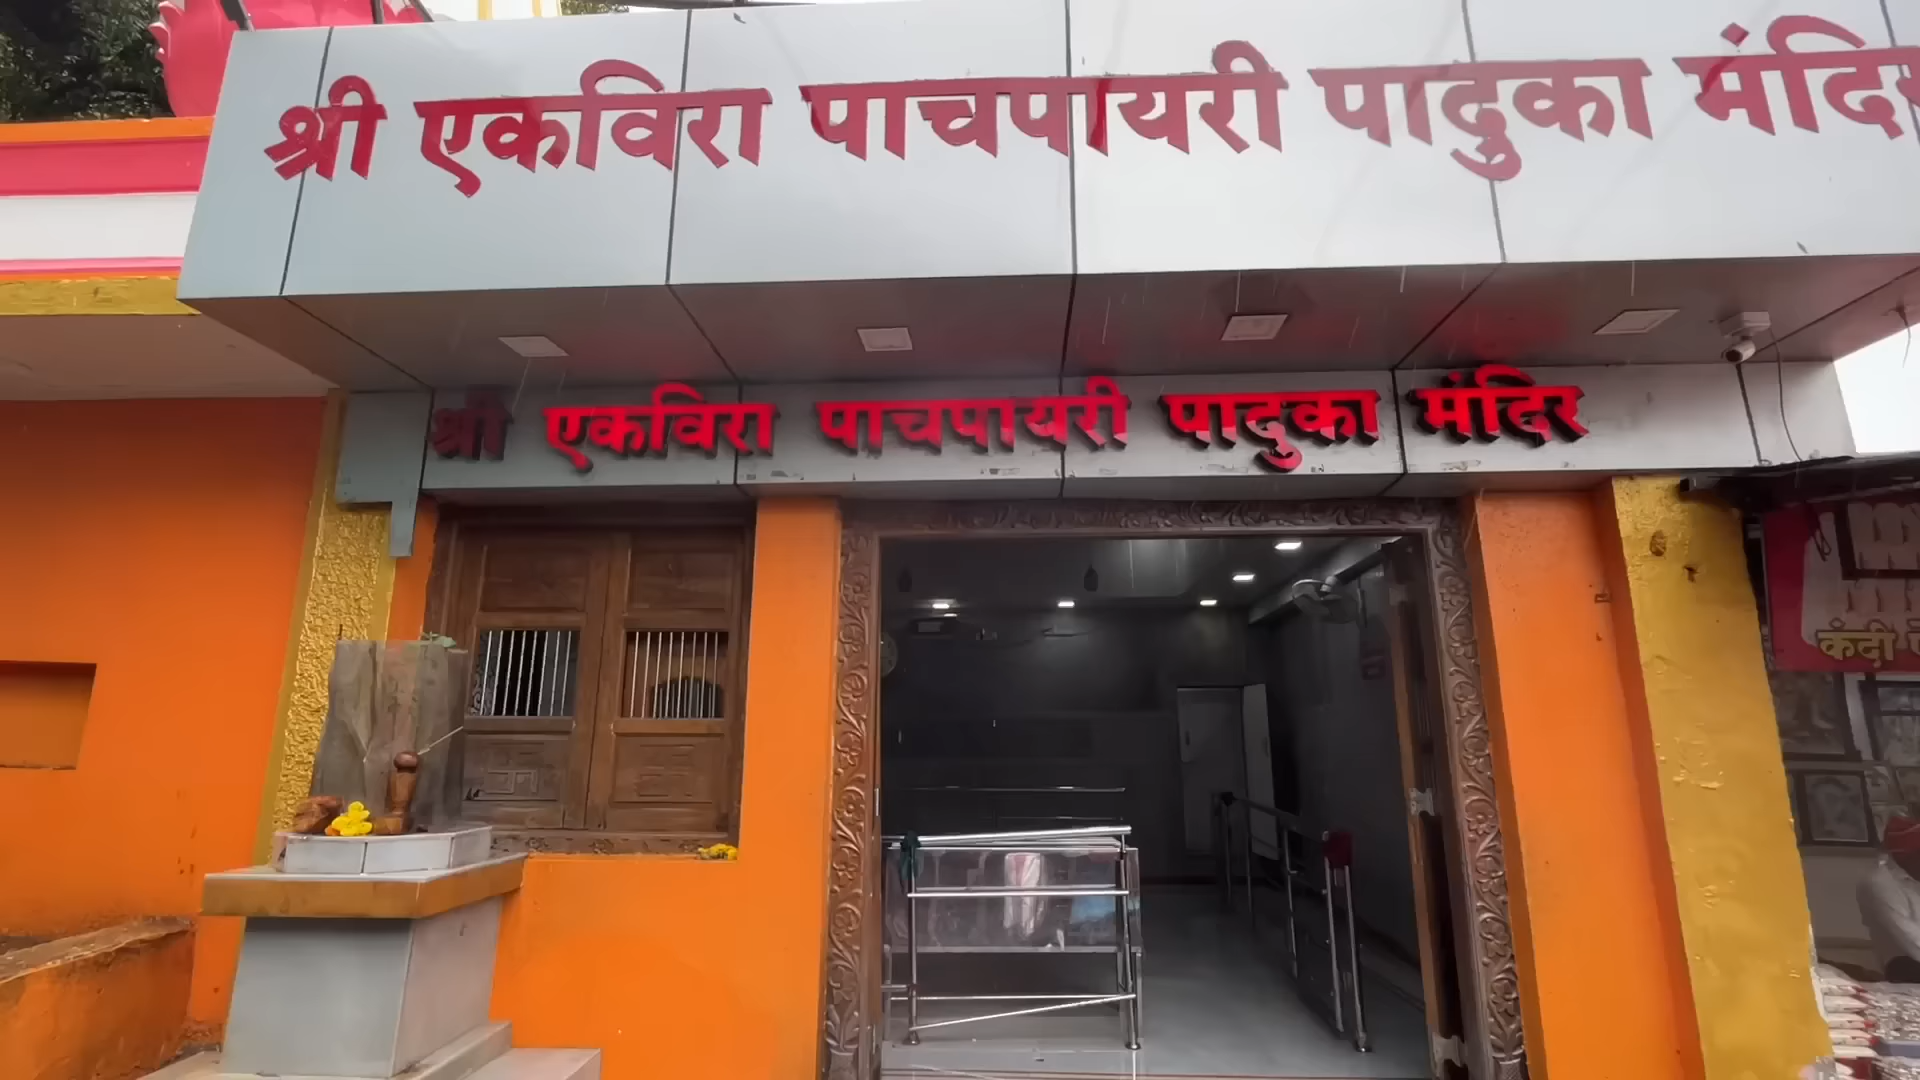 श्री एकविरा पाचपायरी पादुका मंदिर
श्री एकविरा पाचपायरी पादुका मंदिर
कंदी